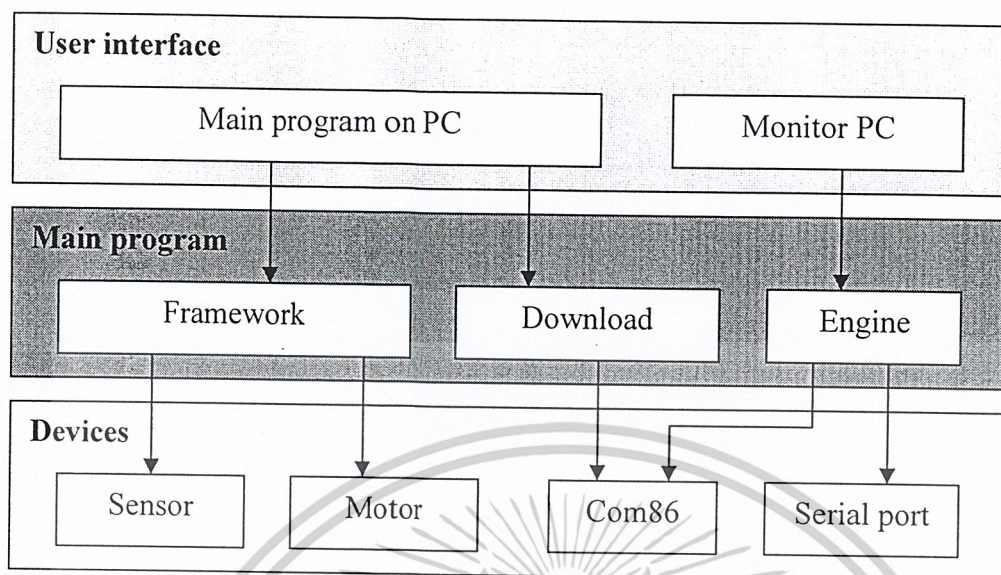 User interface
Main program on PC
Monitor PC
Main program
Framework
Download
Engine
Devices
Sensor
Motor
Com86
Serial port